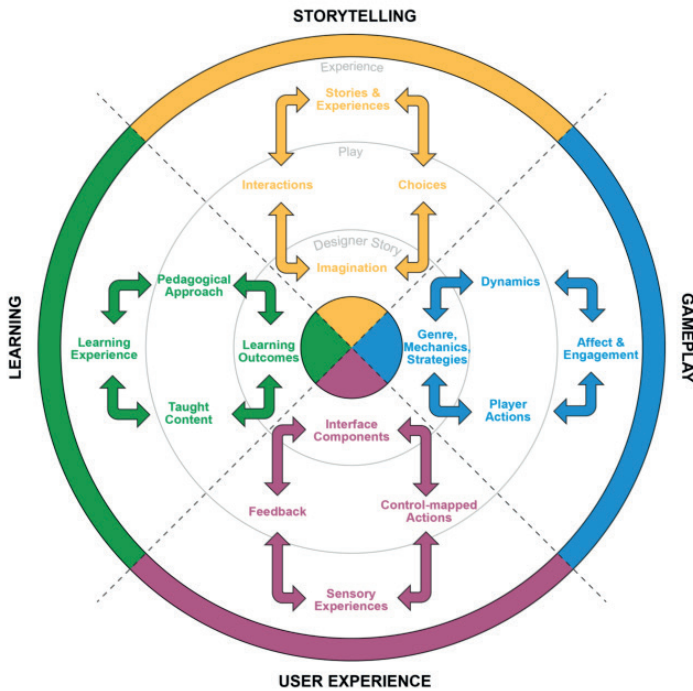 STORYTELLING
Experience
Stories &
Experiences
Play
Interactions
Choices
Designer Story
Imagination
LEARNING
Pedagogical
Approach
Learning
Experience
Learning
Outcomes
Taught
Content
GAMEPLAY
Dynamics
Genre,
Mechanics,
Strategies
Affect &
Engagement
Player
Actions
Interface
Components
Feedback
Control-mapped
Actions
Sensory
Experiences
USER EXPERIENCE